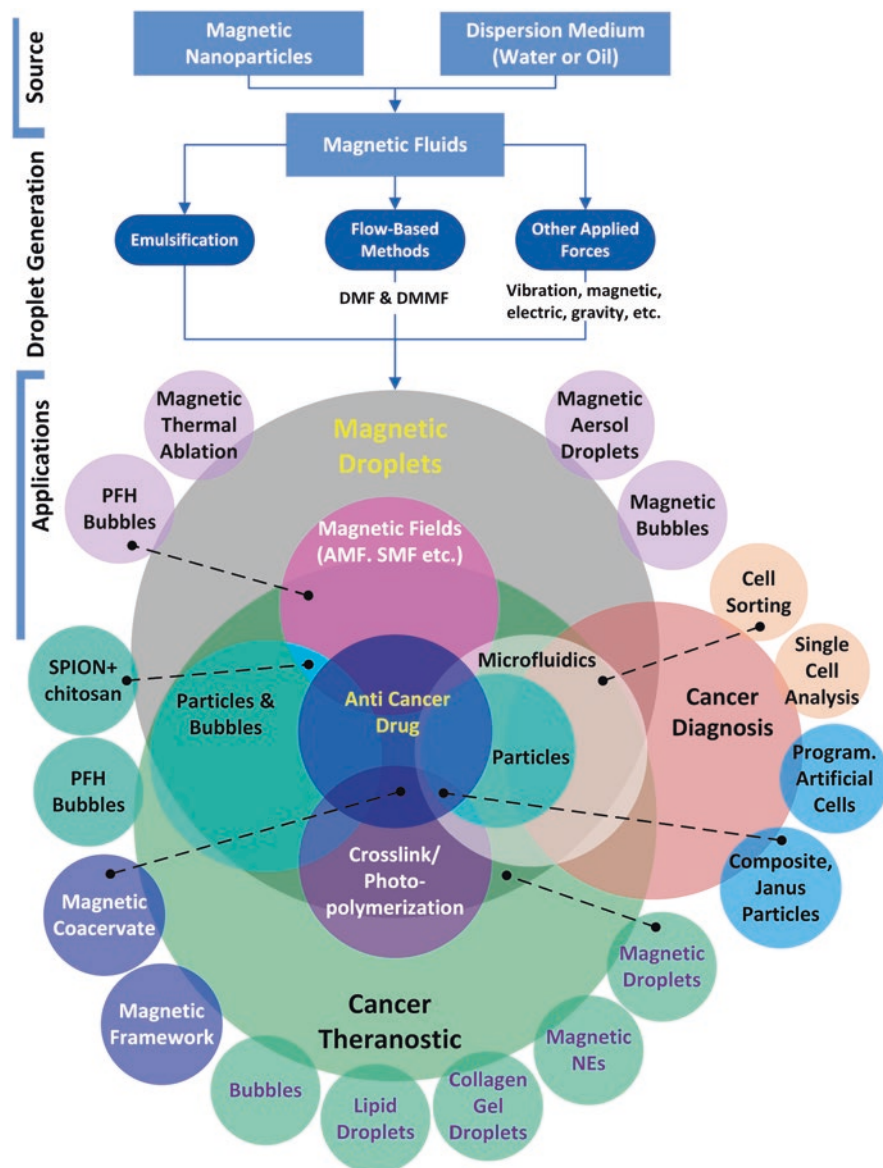 Source
Magnetic
Nanoparticles
Dispersion Medium
(Water or Oil)
Magnetic Fluids
Droplet Generation
Emulsification
Flow-Based
Methods
Other Applied
Forces
DMF & DMMF
Vibration, magnetic,
electric, gravity, etc.
Applications
Magnetic
Thermal
Ablation
Magnetic
Droplets
Magnetic
Aersol
Droplets
PFH
Bubbles
Magnetic Fields
(AMF. SMF etc.)
Magnetic
Bubbles
Cell
Sorting
SPION+
chitosan
Particles &
Bubbles
Anti Cancer
Drug
Microfluidics
Particles
Cancer
Diagnosis
Single
Cell
Analysis
PFH
Bubbles
Program.
Artificial
Cells
Crosslink/
Photo-
polymerization
Composite,
Janus
Particles
Magnetic
Coacervate
Magnetic
Droplets
Magnetic
Framework
Cancer
Theranostic
Magnetic
NEs
Bubbles
Lipid
Droplets
Collagen
Gel
Droplets